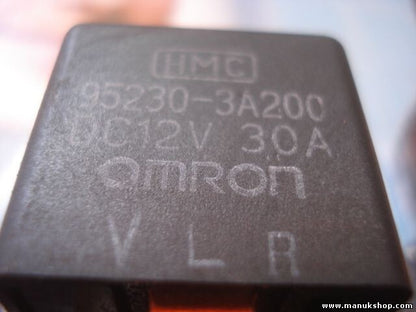 HMC
95230-3A200
DC12V 30A
OMRON
V L R
www.manukshop.com